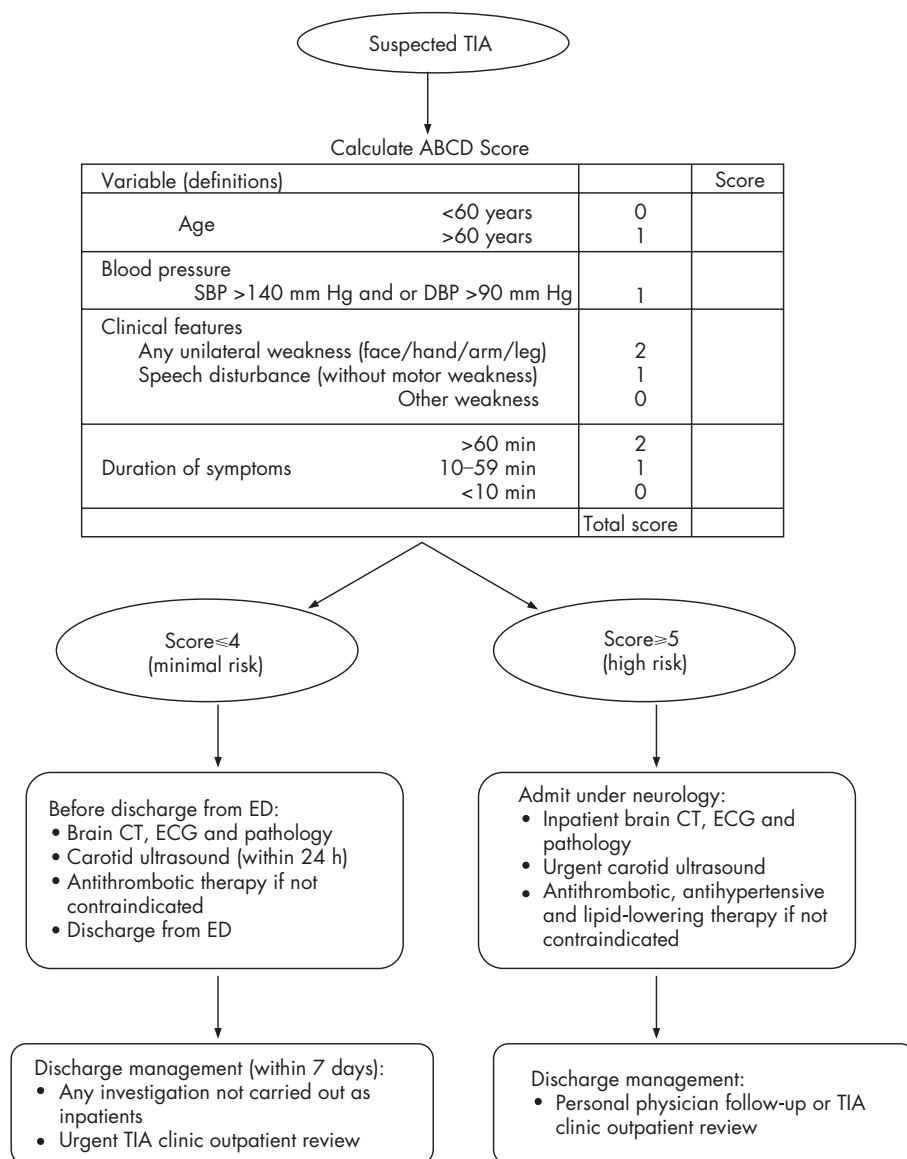 Suspected TIA
Calculate ABCD Score
Variable (definitions) Score
Age <60 years 0
>60 years 1
Blood pressure
SBP >140 mm Hg and or DBP >90 mm Hg 1
Clinical features
Any unilateral weakness (face/hand/arm/leg) 2
Speech disturbance (without motor weakness) 1
Other weakness 0
>60 min 2
Duration of symptoms 10–59 min 1
<10 min 0
Total score
Score≤4
(minimal risk)
Score≥5
(high risk)
Before discharge from ED:
• Brain CT, ECG and pathology
• Carotid ultrasound (within 24 h)
• Antithrombotic therapy if not
contraindicated
• Discharge from ED
Admit under neurology:
• Inpatient brain CT, ECG and
pathology
• Urgent carotid ultrasound
• Antithrombotic, antihypertensive
and lipid-lowering therapy if not
contraindicated
Discharge management (within 7 days):
• Any investigation not carried out as
inpatients
• Urgent TIA clinic outpatient review
Discharge management:
• Personal physician follow-up or TIA
clinic outpatient review